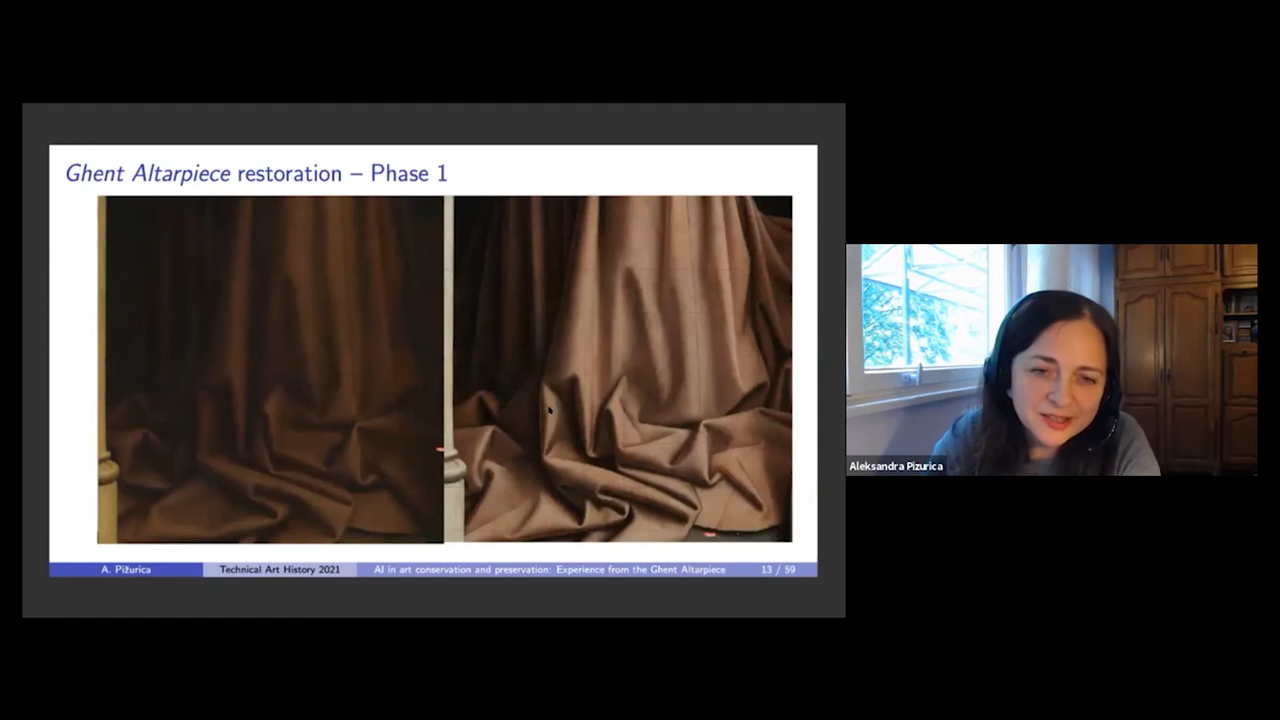 Ghent Altarpiece restoration – Phase 1
A. Pižurica
Technical Art History 2021
AI in art conservation and preservation: Experience from the Ghent Altarpiece
13 / 59
Aleksandra Pizurica